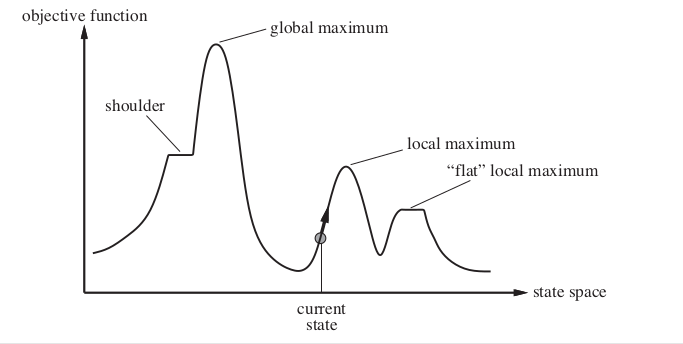 objective function
global maximum
shoulder
local maximum
“flat” local maximum
state space
current
state